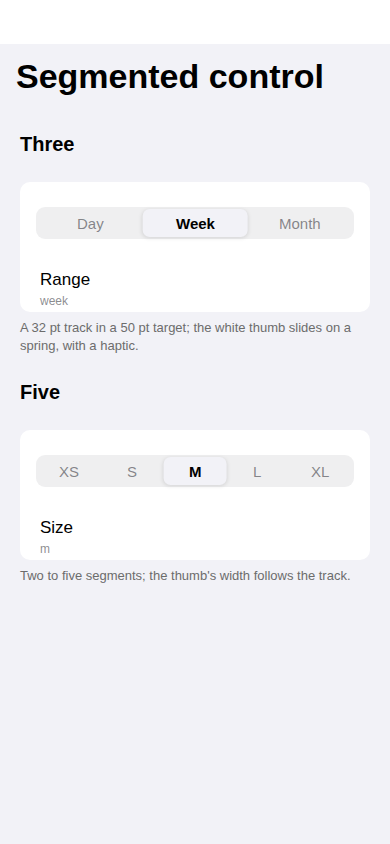 Segmented control
Three
Day Week Month
Range
week
A 32 pt track in a 50 pt target; the white thumb slides on a
spring, with a haptic.
Five
XS S M L XL
Size
m
Two to five segments; the thumb's width follows the track.